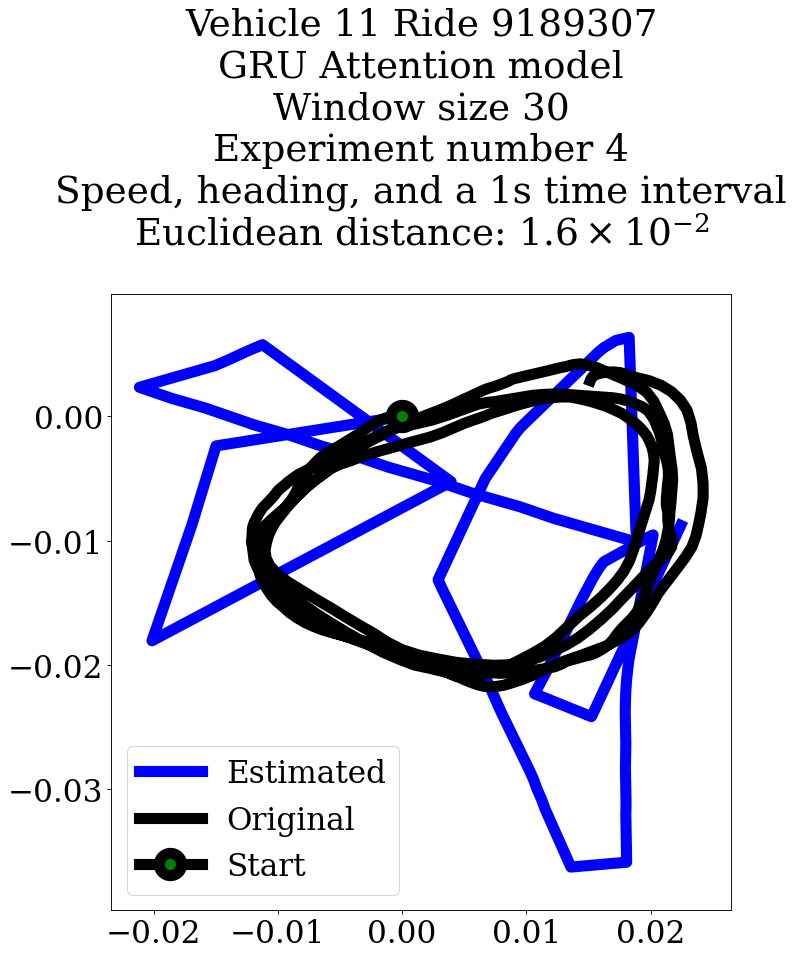 Vehicle 11 Ride 9189307
GRU Attention model
Window size 30
Experiment number 4
Speed, heading, and a 1s time interval
Euclidean distance: 1.6 × 10⁻²
0.00
−0.01
−0.02
−0.03
Estimated
Original
Start
−0.02 −0.01 0.00 0.01 0.02